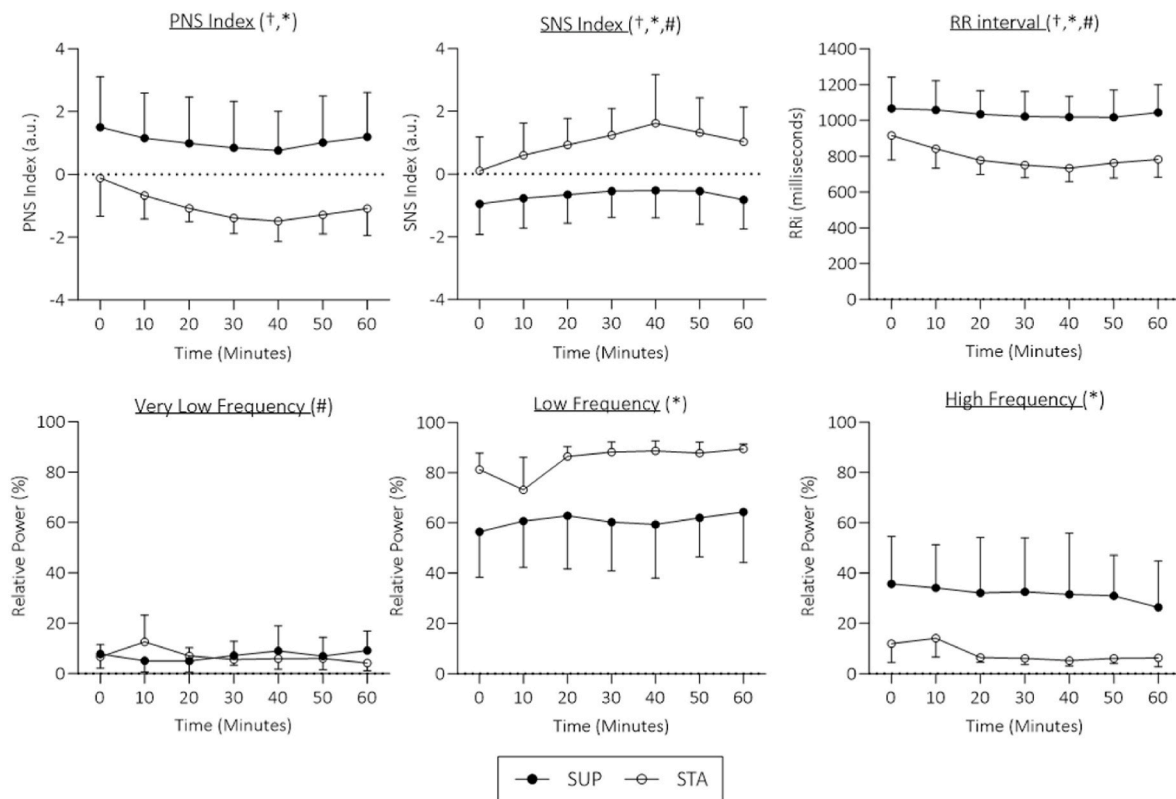 PNS Index (†,*)
4
2
0
-2
-4
PNS Index (a.u.)
0 10 20 30 40 50 60
Time (Minutes)
SNS Index (†,*,#)
4
2
0
-2
-4
SNS Index (a.u.)
0 10 20 30 40 50 60
Time (Minutes)
RR interval (†,*,#)
1400
1200
1000
800
600
400
200
0
RRi (milliseconds)
0 10 20 30 40 50 60
Time (Minutes)
Very Low Frequency (#)
100
80
60
40
20
0
Relative Power (%)
0 10 20 30 40 50 60
Time (Minutes)
Low Frequency (*)
100
80
60
40
20
0
Relative Power (%)
0 10 20 30 40 50 60
Time (Minutes)
High Frequency (*)
100
80
60
40
20
0
Relative Power (%)
0 10 20 30 40 50 60
Time (Minutes)
SUP STA